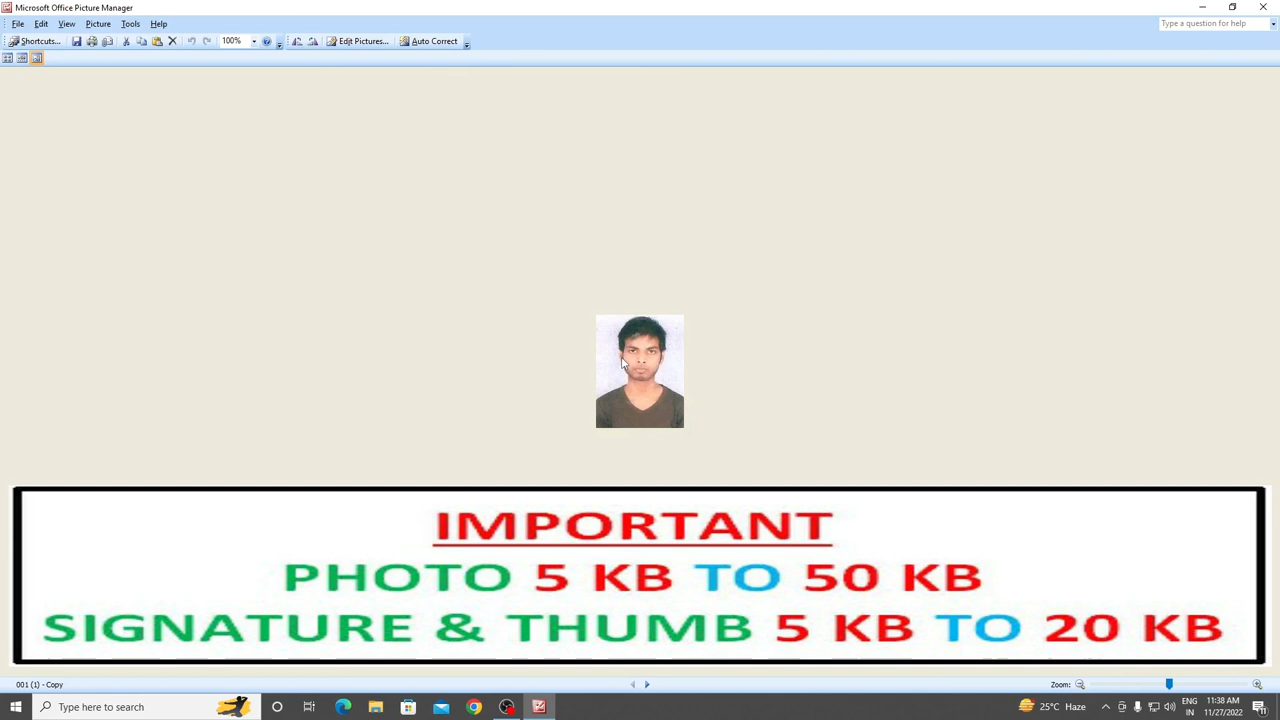 Microsoft Office Picture Manager
File Edit View Picture Tools Help
Type a question for help
Shortcuts... 100% Edit Pictures... Auto Correct
IMPORTANT
PHOTO 5 KB TO 50 KB
SIGNATURE & THUMB 5 KB TO 20 KB
001 (1) - Copy
Zoom:
Type here to search
25°C Haze
ENG
IN
11:38 AM
11/27/2022
11